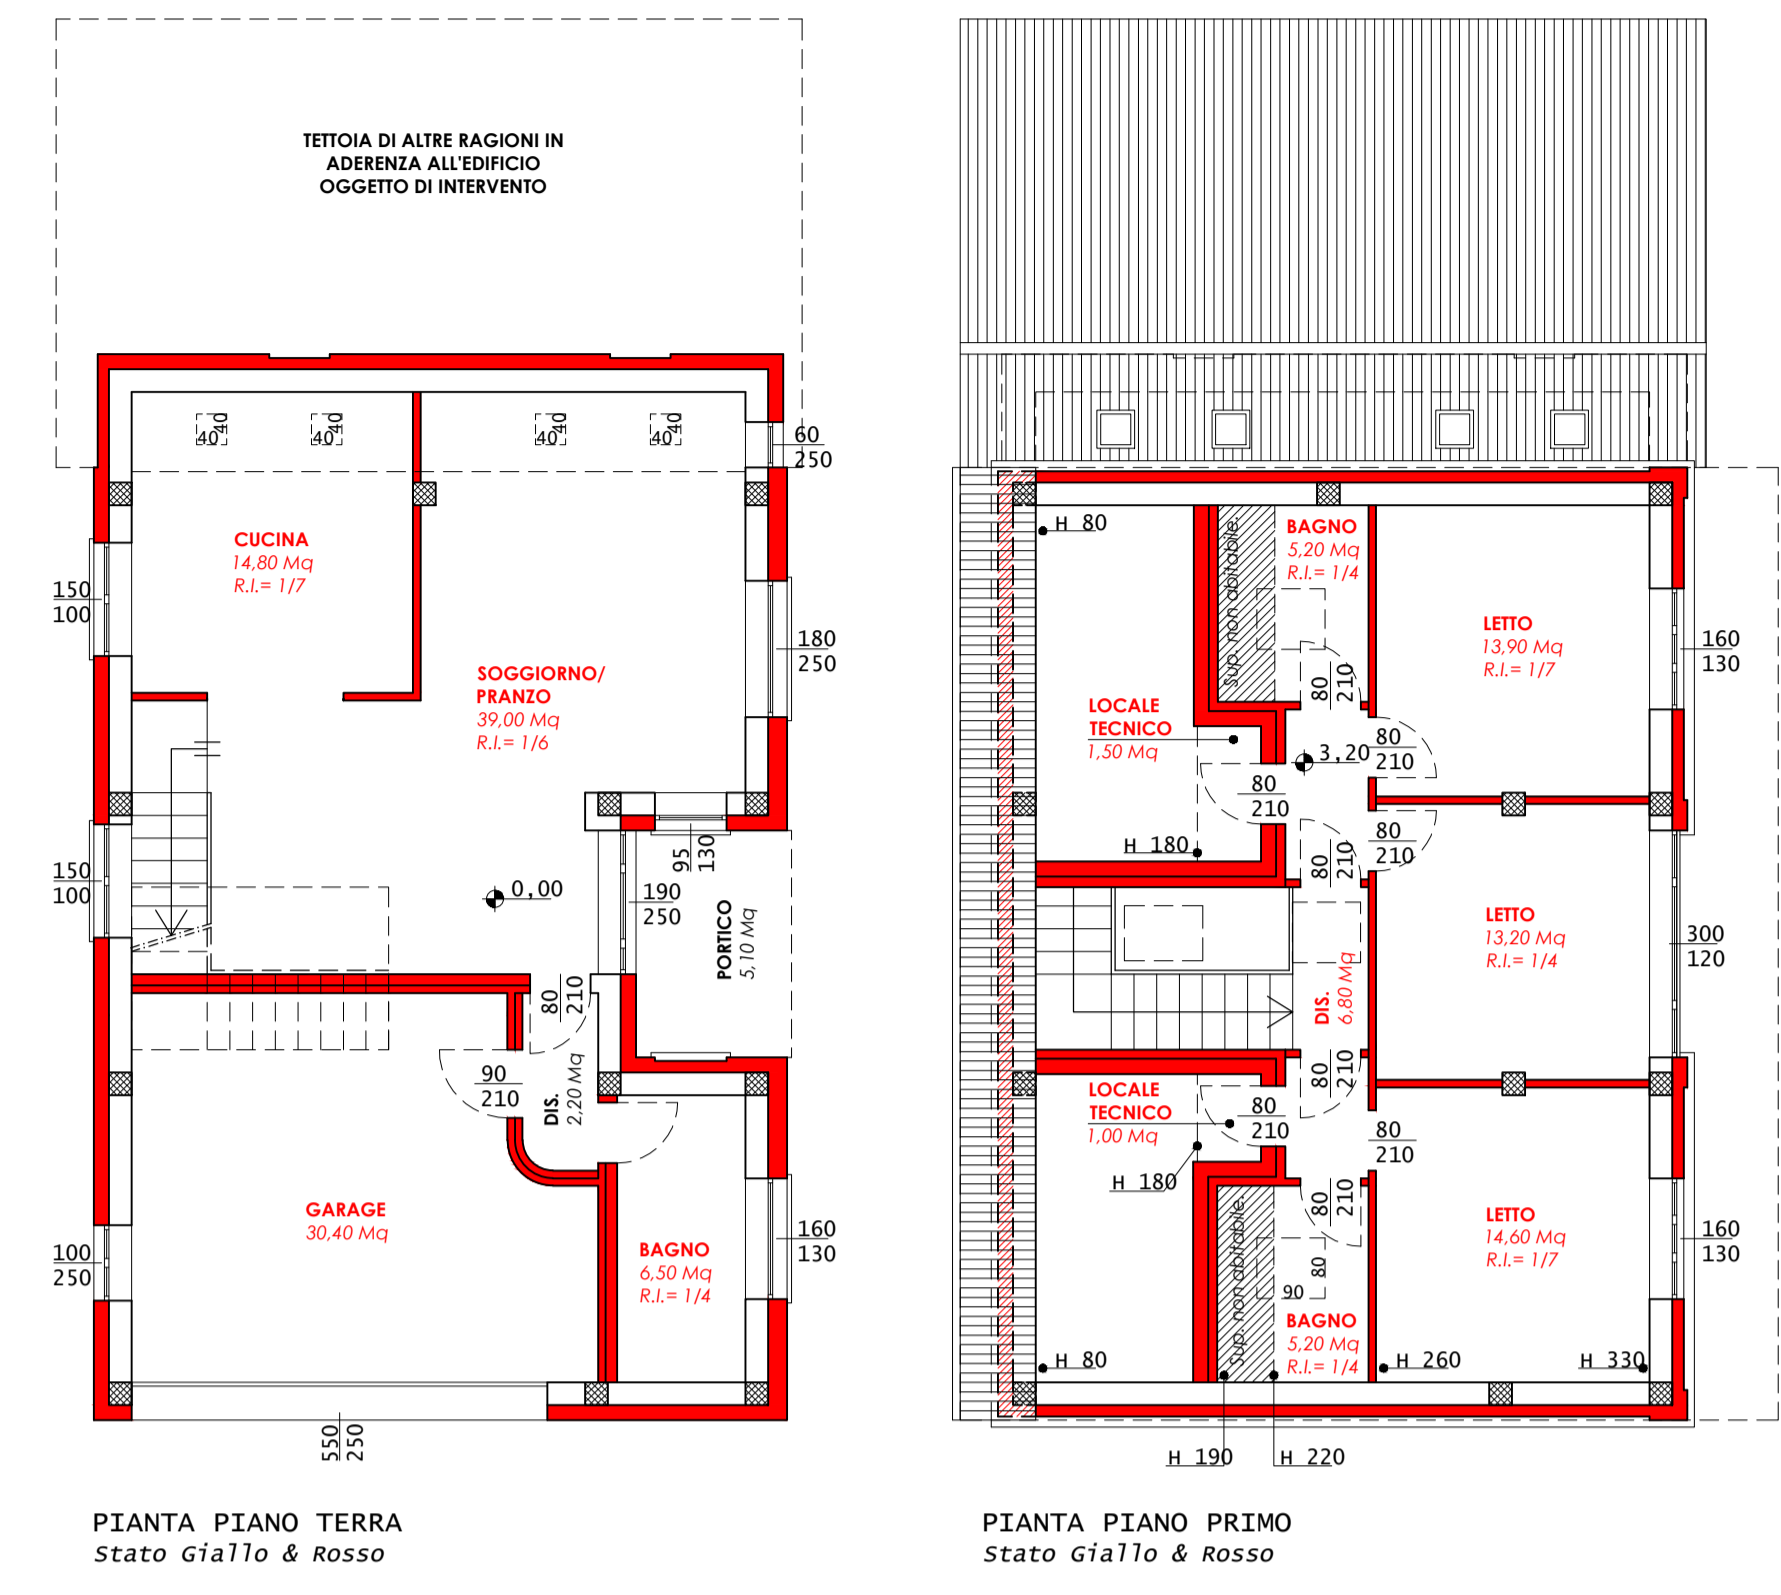 TETTOIA DI ALTRE RAGIONI IN
ADERENZA ALL'EDIFICIO
OGGETTO DI INTERVENTO
40 40
40 40
40 40
40 40
60
250
CUCINA
14,80 Mq
R.I.= 1/7
150
100
180
250
SOGGIORNO/
PRANZO
39,00 Mq
R.I.= 1/6
95
130
150
100
0,00
190
250
PORTICO
5,10 Mq
80
210
90
210
DIS.
2,20 Mq
GARAGE
30,40 Mq
100
250
BAGNO
6,50 Mq
R.I.= 1/4
160
130
550
250
PIANTA PIANO TERRA
Stato Giallo & Rosso
H 80
Sup. non abitabile.
BAGNO
5,20 Mq
R.I.= 1/4
LETTO
13,90 Mq
R.I.= 1/7
160
130
80
210
LOCALE
TECNICO
1,50 Mq
3,20
80
210
80
210
H 180
80
210
80
210
LETTO
13,20 Mq
R.I.= 1/4
300
120
DIS.
6,80 Mq
80
210
LOCALE
TECNICO
1,00 Mq
80
210
80
210
H 180
80
210
Sup. non abitabile.
90
80
LETTO
14,60 Mq
R.I.= 1/7
160
130
BAGNO
5,20 Mq
R.I.= 1/4
H 80
H 260
H 330
H 190
H 220
PIANTA PIANO PRIMO
Stato Giallo & Rosso